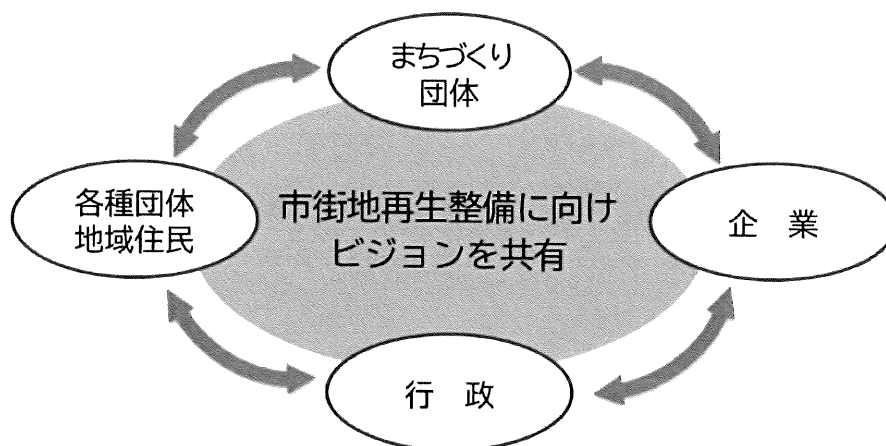 まちづくり
団体
各種団体
地域住民
市街地再生整備に向け
ビジョンを共有
企　業
行　政